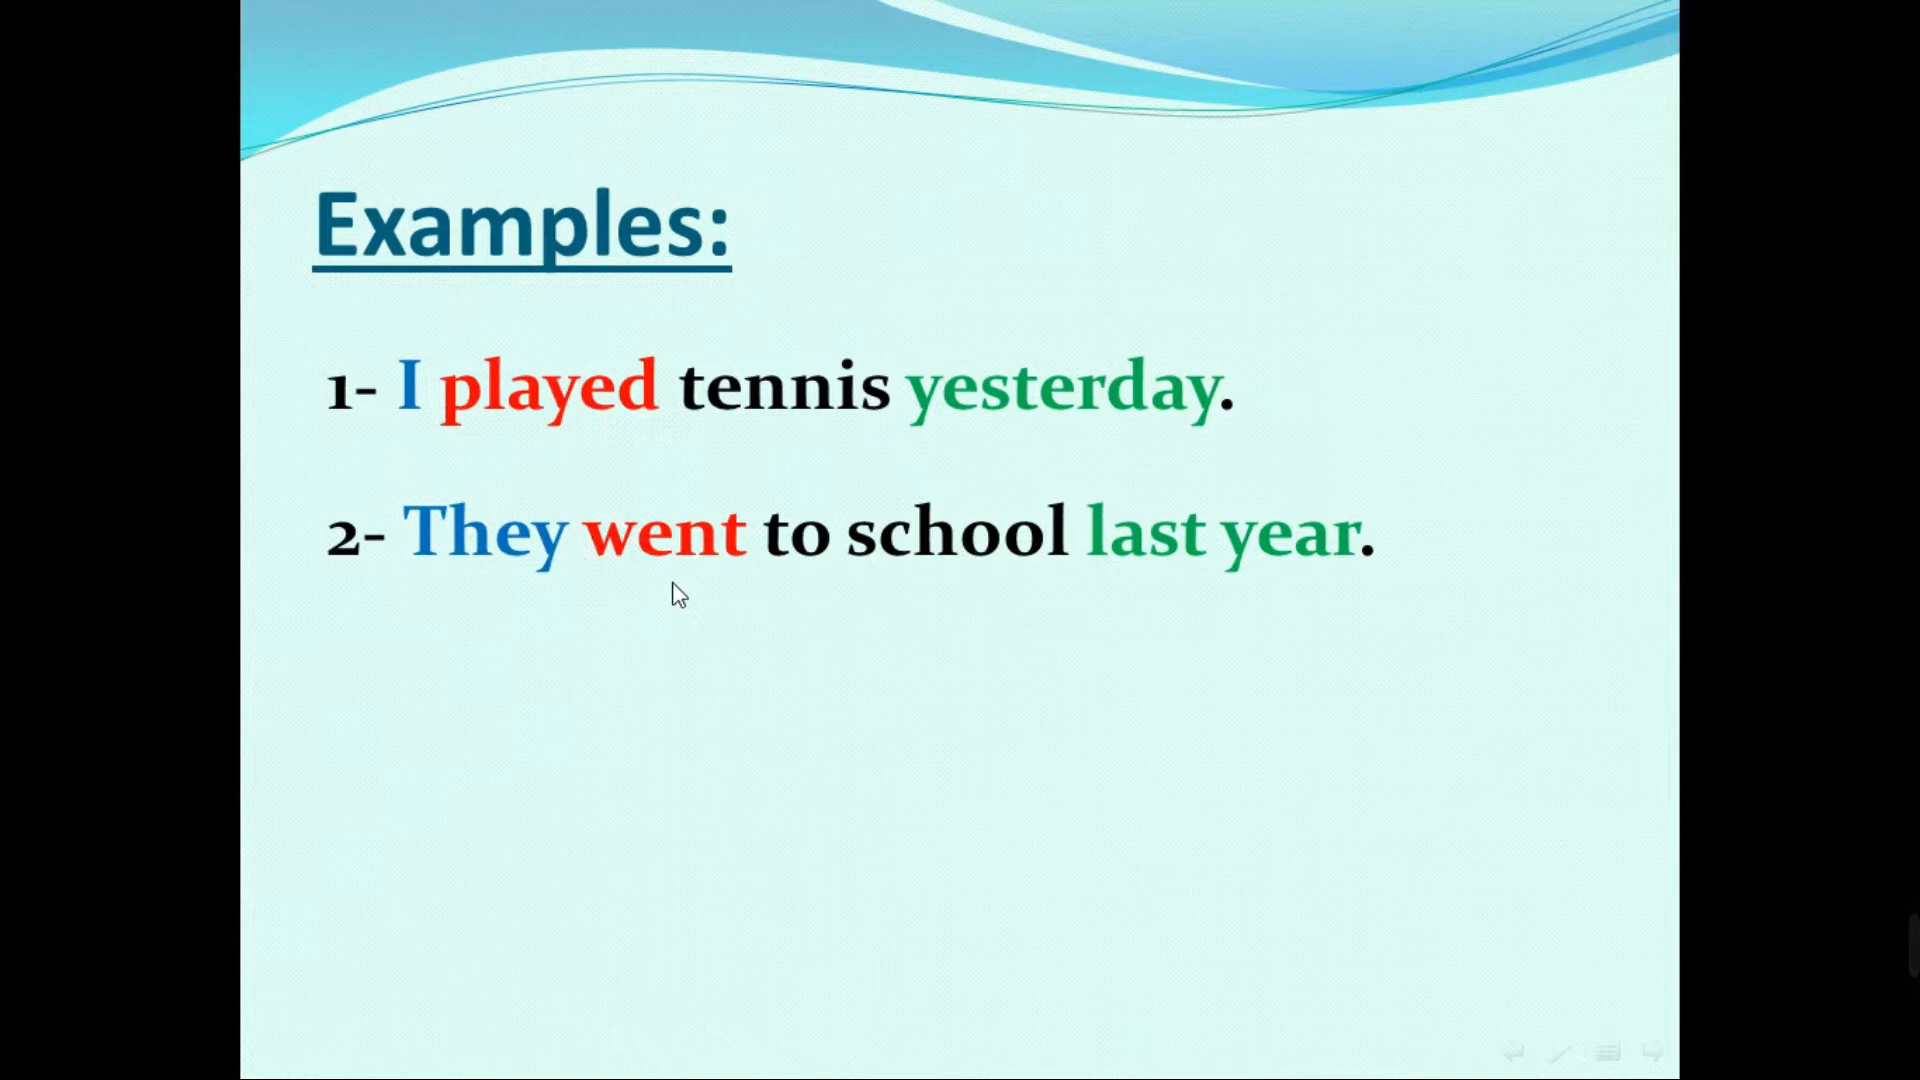 Examples:
1- I played tennis yesterday.
2- They went to school last year.